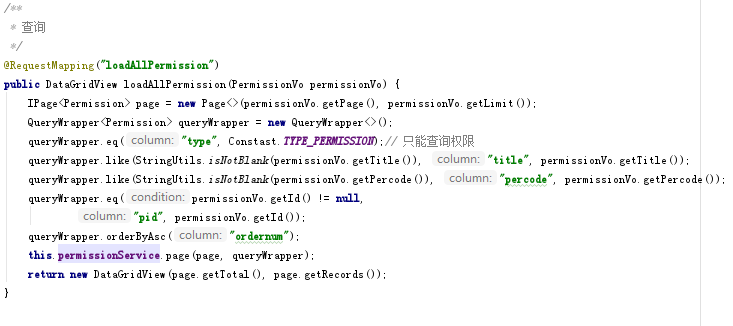 /**
 * 查询
 */
@RequestMapping("loadAllPermission")
public DataGridView loadAllPermission(PermissionVo permissionVo) {
    IPage<Permission> page = new Page<>(permissionVo.getPage(), permissionVo.getLimit());
    QueryWrapper<Permission> queryWrapper = new QueryWrapper<>();
    queryWrapper.eq( column: "type", Constast.TYPE_PERMISSION);// 只能查询权限
    queryWrapper.like(StringUtils.isNotBlank(permissionVo.getTitle()), column: "title", permissionVo.getTitle());
    queryWrapper.like(StringUtils.isNotBlank(permissionVo.getPercode()), column: "percode", permissionVo.getPercode());
    queryWrapper.eq( condition: permissionVo.getId() != null,
            column: "pid", permissionVo.getId());
    queryWrapper.orderByAsc( column: "ordernum");
    this.permissionService.page(page, queryWrapper);
    return new DataGridView(page.getTotal(), page.getRecords());
}